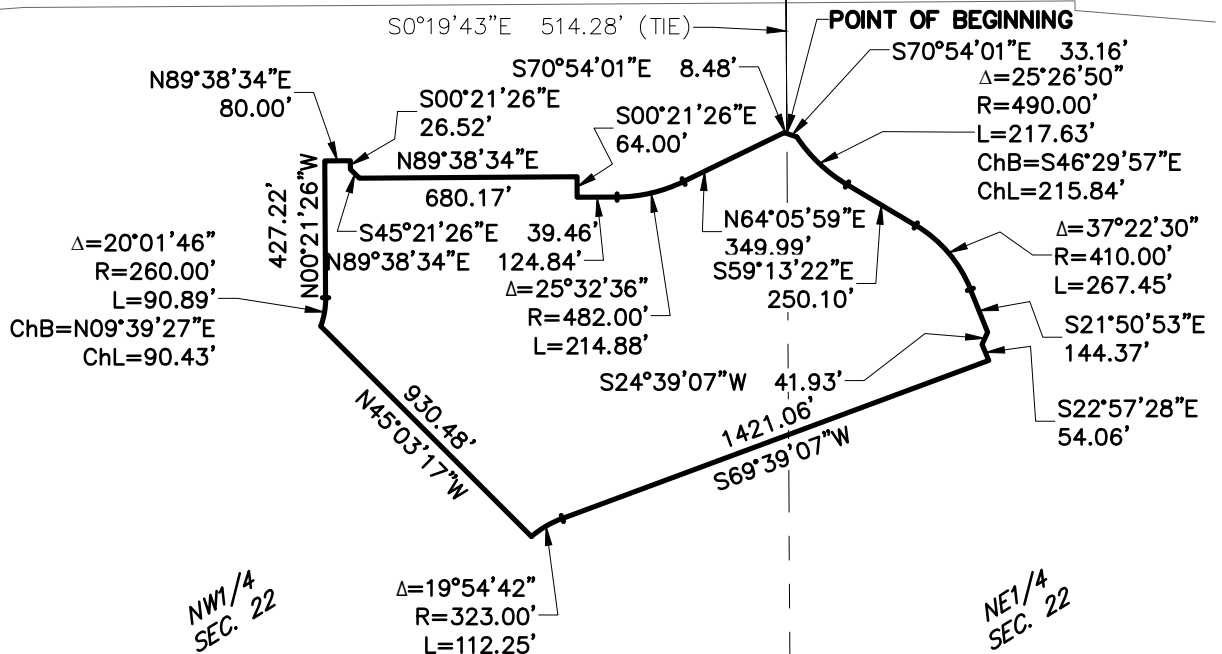 S0°19'43"E 514.28' (TIE)
POINT OF BEGINNING
S70°54'01"E 33.16'
S70°54'01"E 8.48'
N89°38'34"E
80.00'
S00°21'26"E
26.52'
S00°21'26"E
64.00'
Δ=25°26'50"
R=490.00'
L=217.63'
ChB=S46°29'57"E
ChL=215.84'
N89°38'34"E
680.17'
427.22'
N00°21'26"W
S45°21'26"E 39.46'
N89°38'34"E 124.84'
N64°05'59"E
349.99'
Δ=37°22'30"
R=410.00'
L=267.45'
Δ=20°01'46"
R=260.00'
L=90.89'
ChB=N09°39'27"E
ChL=90.43'
Δ=25°32'36"
R=482.00'
L=214.88'
S59°13'22"E
250.10'
S21°50'53"E
144.37'
S24°39'07"W 41.93'
S22°57'28"E
54.06'
930.48'
N45°03'17"W
1421.06'
S69°39'07"W
Δ=19°54'42"
R=323.00'
L=112.25'
NW1/4
SEC. 22
NE1/4
SEC. 22